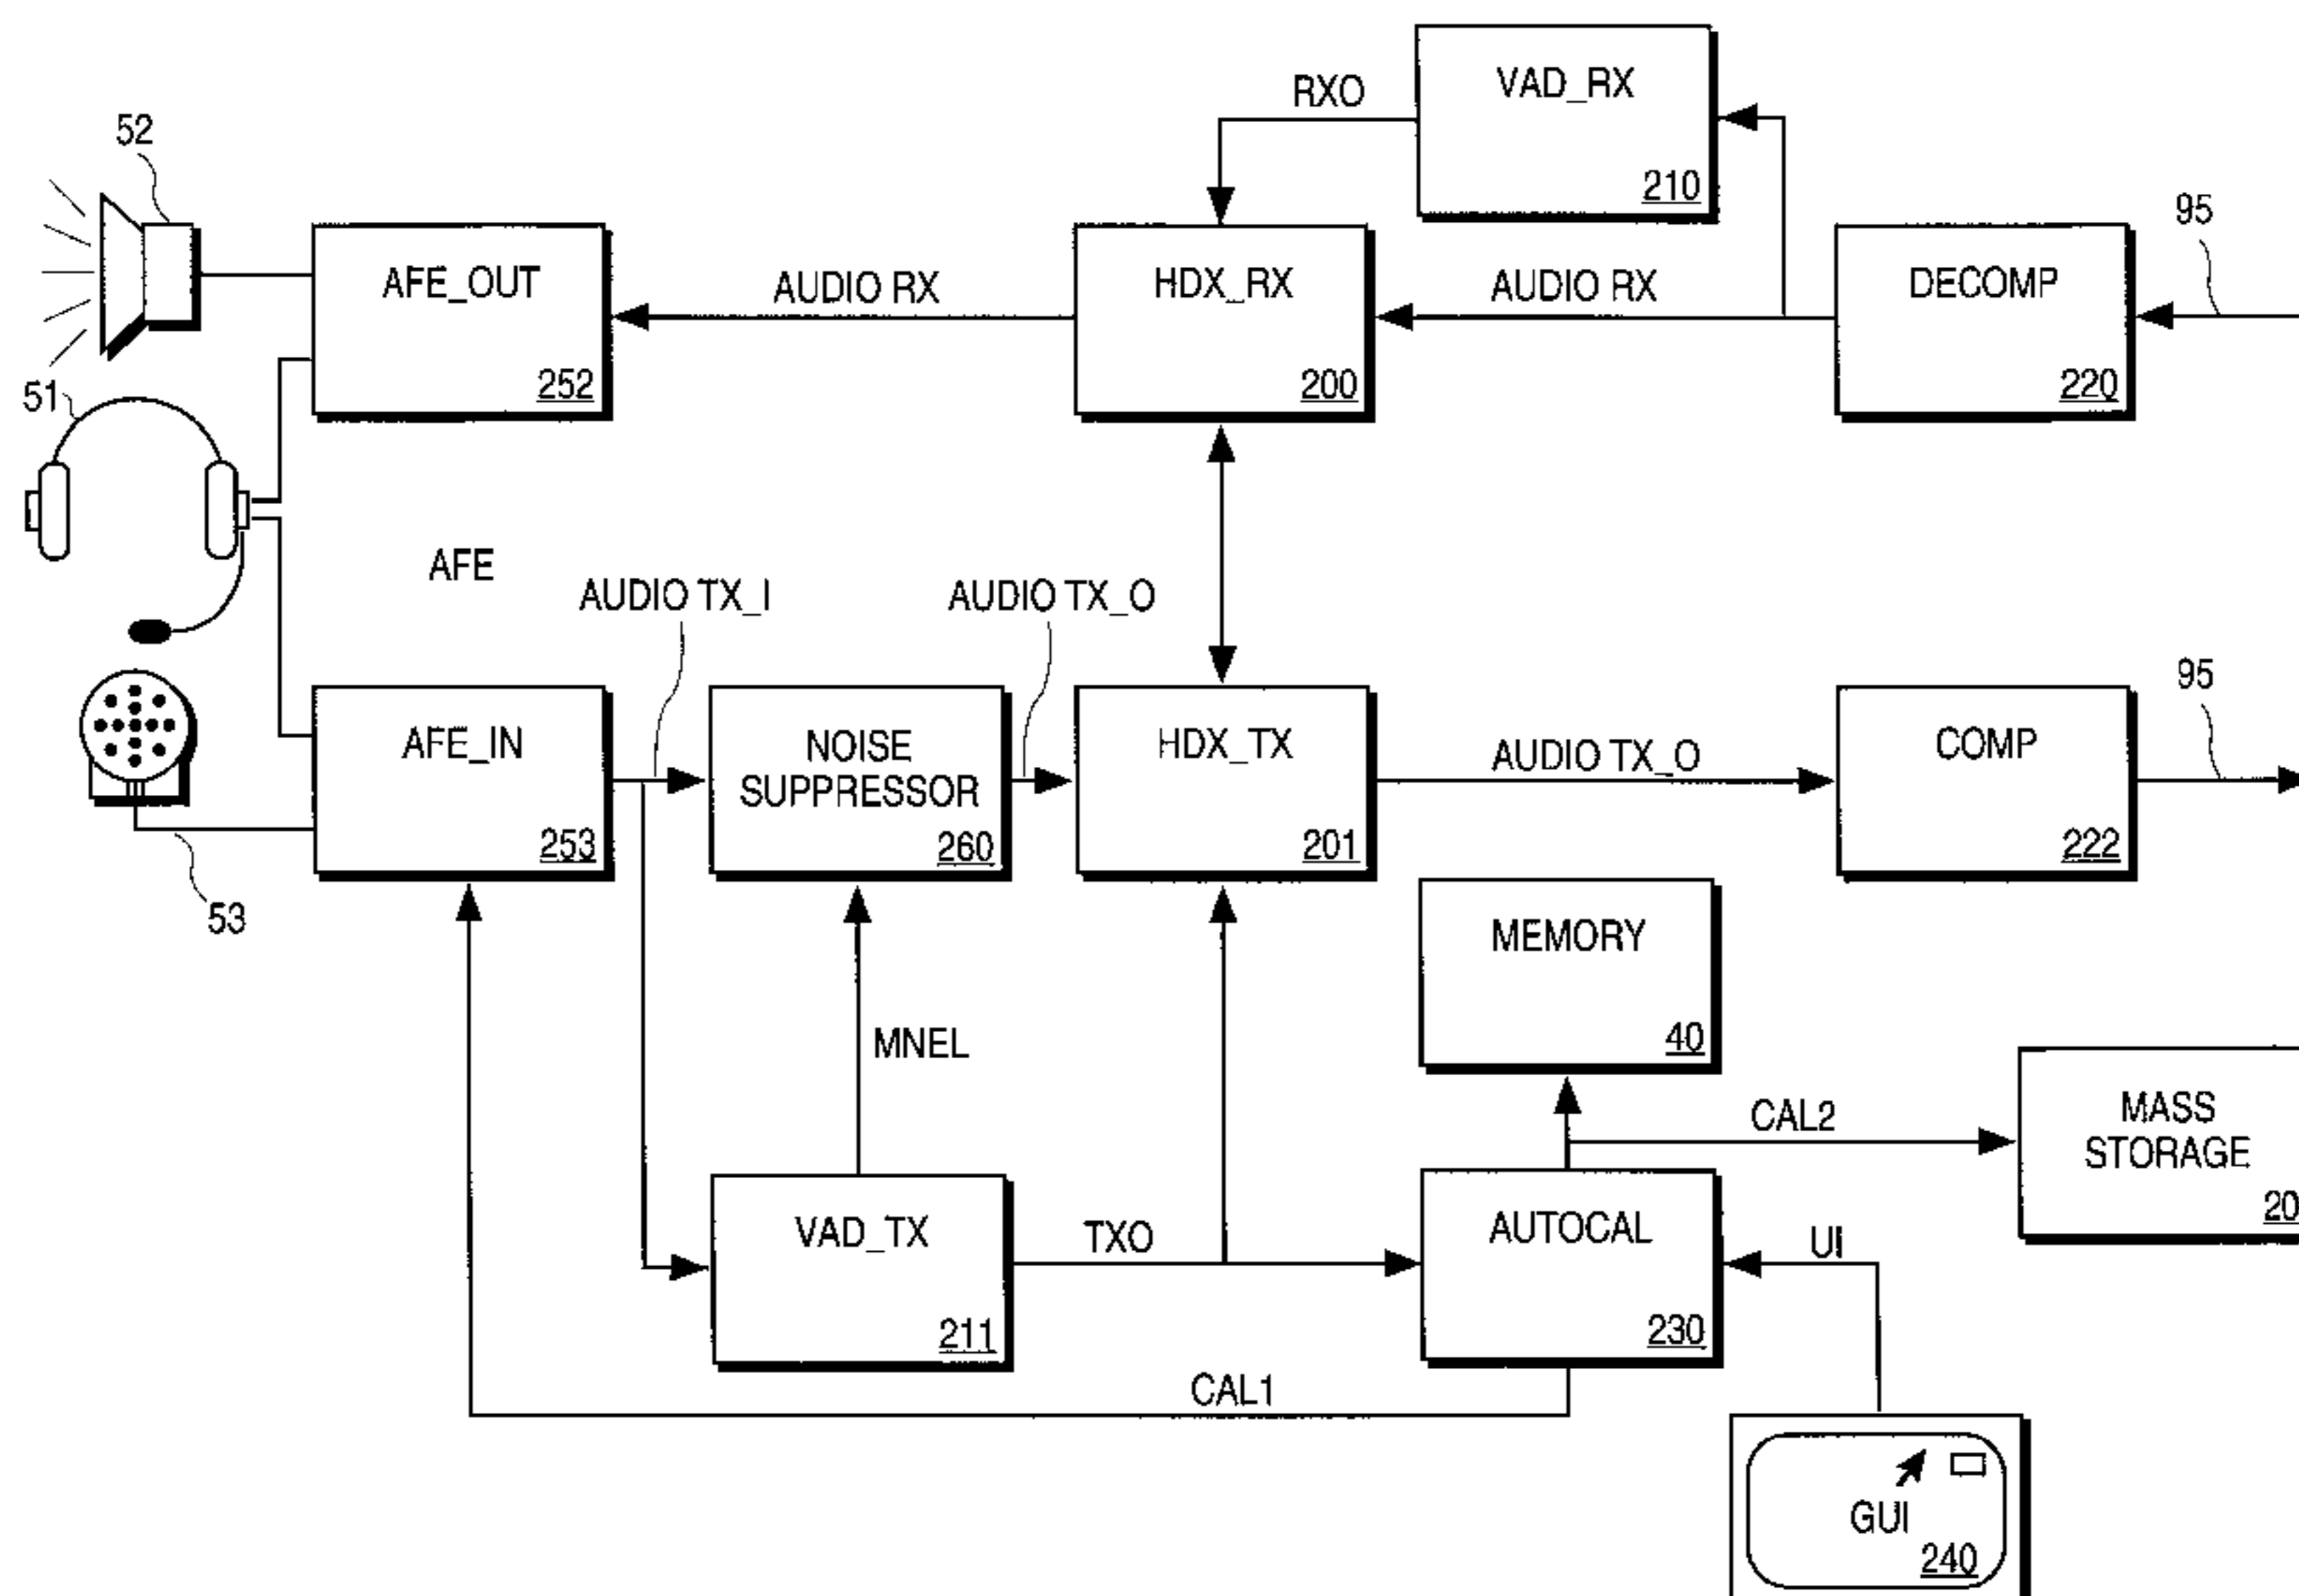 VAD_RX
210
RXO
52
AFE_OUT
252
AUDIO RX
HDX_RX
200
AUDIO RX
DECOMP
220
95
51
AFE
AUDIO TX_I
AUDIO TX_O
AFE_IN
253
NOISE
SUPPRESSOR
260
HDX_TX
201
AUDIO TX_O
COMP
222
95
53
MEMORY
40
MNEL
CAL2
MASS
STORAGE
20
VAD_TX
211
TXO
AUTOCAL
230
UI
CAL1
GUI
240